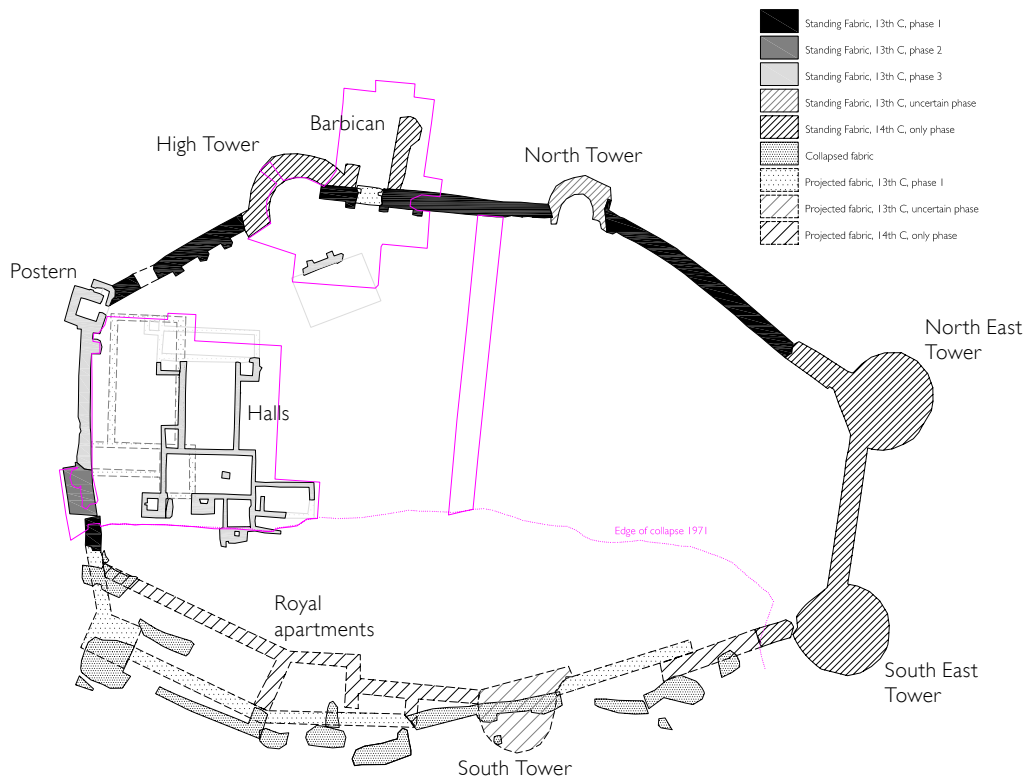 Standing Fabric, 13th C, phase 1
Standing Fabric, 13th C, phase 2
Standing Fabric, 13th C, phase 3
Standing Fabric, 13th C, uncertain phase
Standing Fabric, 14th C, only phase
Collapsed fabric
Projected fabric, 13th C, phase 1
Projected fabric, 13th C, uncertain phase
Projected fabric, 14th C, only phase
Barbican
High Tower
North Tower
Postern
North East
Tower
Halls
Edge of collapse 1971
Royal
apartments
South East
Tower
South Tower